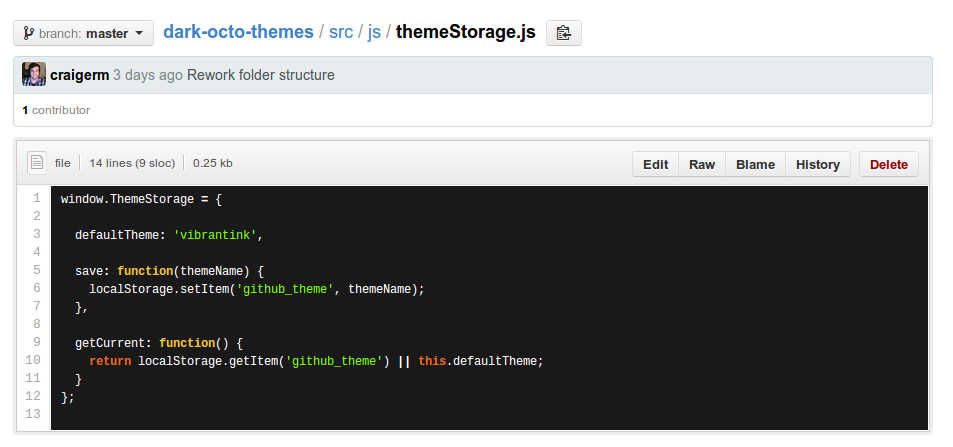 branch: master dark-octo-themes / src / js / themeStorage.js
craigerm 3 days ago Rework folder structure
1 contributor
file 14 lines (9 sloc) 0.25 kb Edit Raw Blame History Delete
1 window.ThemeStorage = {
2
3   defaultTheme: 'vibrantink',
4
5   save: function(themeName) {
6     localStorage.setItem('github_theme', themeName);
7   },
8
9   getCurrent: function() {
10     return localStorage.getItem('github_theme') || this.defaultTheme;
11   }
12 };
13